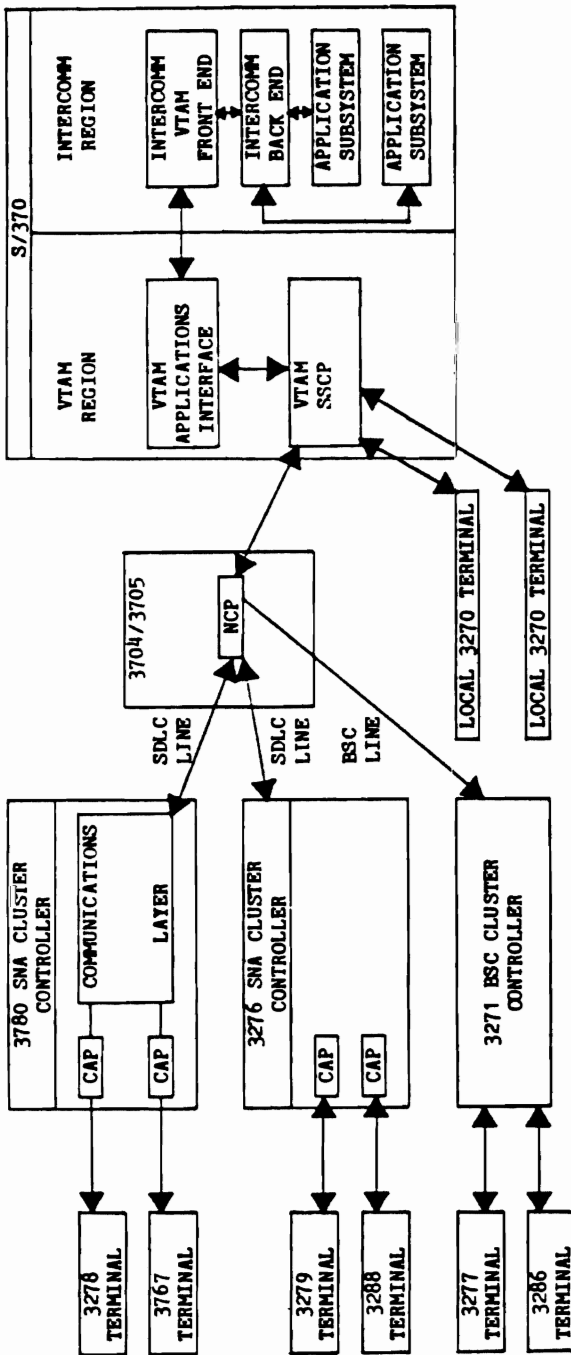 3278
TERMINAL
3767
TERMINAL
3279
TERMINAL
3288
TERMINAL
3277
TERMINAL
3286
TERMINAL
3780 SNA CLUSTER
CONTROLLER
CAP
CAP
COMMUNICATIONS
LAYER
3276 SNA CLUSTER
CONTROLLER
CAP
CAP
3271 BSC CLUSTER
CONTROLLER
SDLC
LINE
SDLC
LINE
BSC
LINE
3704/3705
NCP
LOCAL 3270 TERMINAL
LOCAL 3270 TERMINAL
S/370
VTAM
REGION
VTAM
APPLICATIONS
INTERFACE
VTAM
SSCP
INTERCOMM
REGION
INTERCOMM
VTAM
FRONT END
INTERCOMM
BACK END
APPLICATION
SUBSYSTEM
APPLICATION
SUBSYSTEM